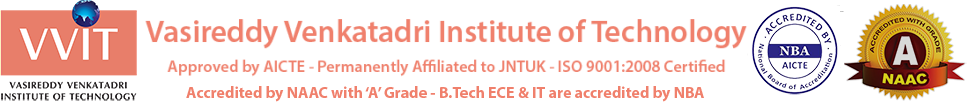 VVIT
VASIREDDY VENKATADRI
INSTITUTE OF TECHNOLOGY
Vasireddy Venkatadri Institute of Technology
Approved by AICTE - Permanently Affiliated to JNTUK - ISO 9001:2008 Certified
Accredited by NAAC with ‘A’ Grade - B.Tech ECE & IT are accredited by NBA
ACCREDITED BY
NBA
AICTE
National Board of Accreditation
ACCREDITED WITH GRADE
A
NAAC